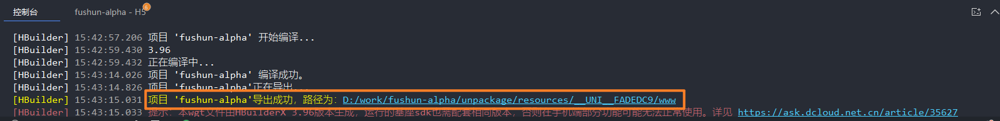 控制台 fushun-alpha - H5 6
[HBuilder] 15:42:57.206 项目 'fushun-alpha' 开始编译...
[HBuilder] 15:42:59.430 3.96
[HBuilder] 15:42:59.432 正在编译中...
[HBuilder] 15:43:14.026 项目 'fushun-alpha' 编译成功。
[HBuilder] 15:43:14.826 项目 'fushun-alpha'正在导出...
[HBuilder] 15:43:15.031 项目 'fushun-alpha'导出成功，路径为：D:/work/fushun-alpha/unpackage/resources/__UNI__FADEDC9/www
[HBuilder] 15:43:15.033 提示：本wgt文件由HBuilderX 3.96版本生成，运行的基座sdk也需配套相同版本，否则在手机端部分功能可能无法正常使用。详见 https://ask.dcloud.net.cn/article/35627